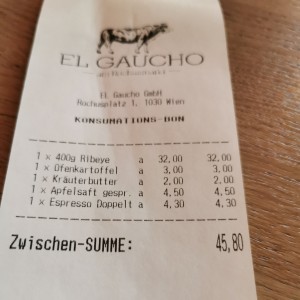 EL GAUCHO
EL Gaucho GmbH
Rochusplatz 1, 1030 Wien
KONSUMATIONS-BON
1 x 400g Ribeye a 32,00 32,00
1 x Ofenkartoffel a 3,00 3,00
1 x Kräuterbutter a 2,00 2,00
1 x Apfelsaft gespr. a 4,50 4,50
1 x Espresso Doppelt a 4,30 4,30
Zwischen-SUMME: 45,80